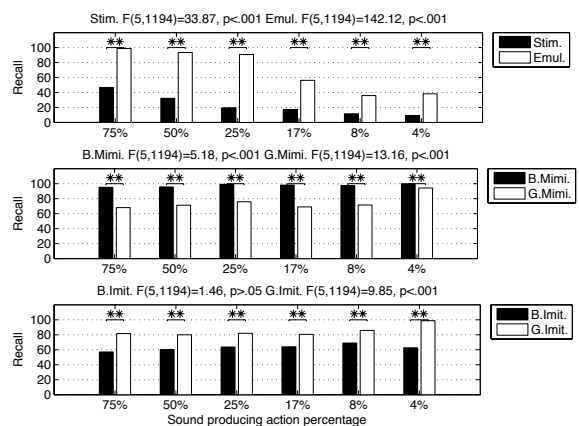 Stim. F(5,1194)=33.87, p<.001 Emul. F(5,1194)=142.12, p<.001
Recall
100
80
60
40
20
0
** ** ** ** ** **
75% 50% 25% 17% 8% 4%
Stim.
Emul.
B.Mimi. F(5,1194)=5.18, p<.001 G.Mimi. F(5,1194)=13.16, p<.001
Recall
100
80
60
40
20
0
** ** ** ** ** **
75% 50% 25% 17% 8% 4%
B.Mimi.
G.Mimi.
B.Imit. F(5,1194)=1.46, p>.05 G.Imit. F(5,1194)=9.85, p<.001
Recall
100
80
60
40
20
0
** ** ** ** ** **
75% 50% 25% 17% 8% 4%
Sound producing action percentage
B.Imit.
G.Imit.